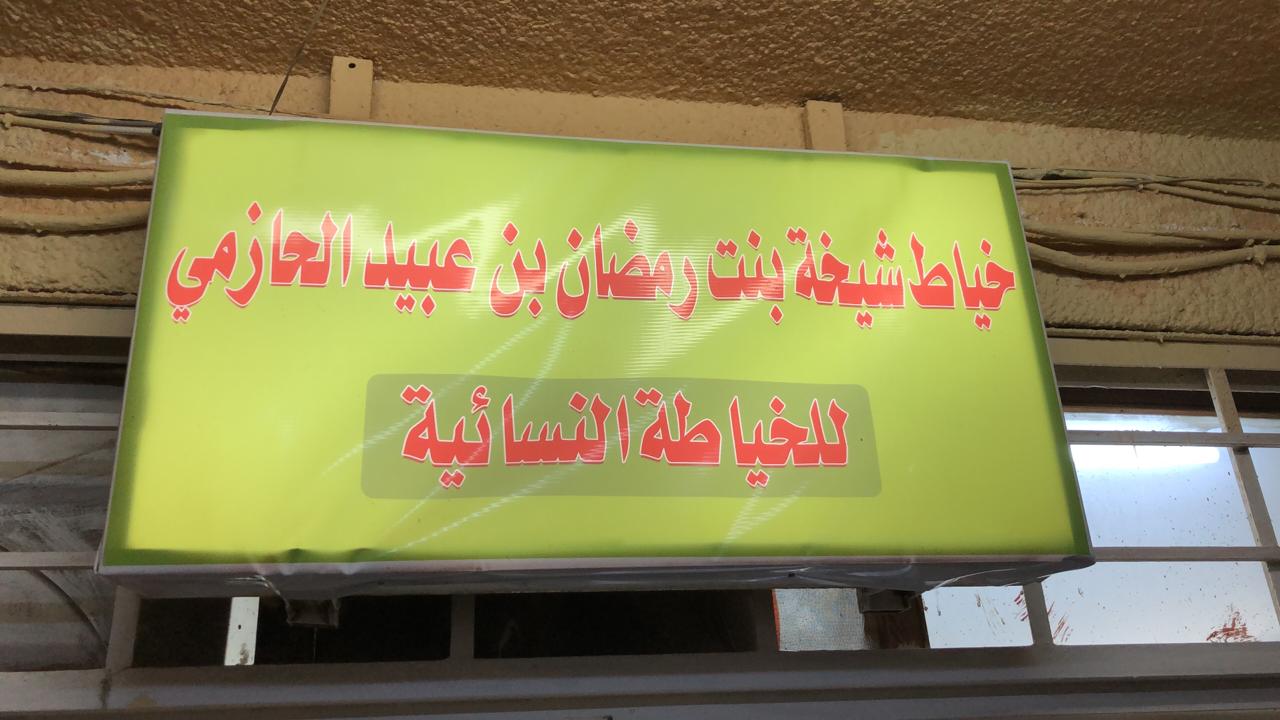 خياط شيخة بنت رمضان بن عبيد الحازمي
للخياطة النسائية